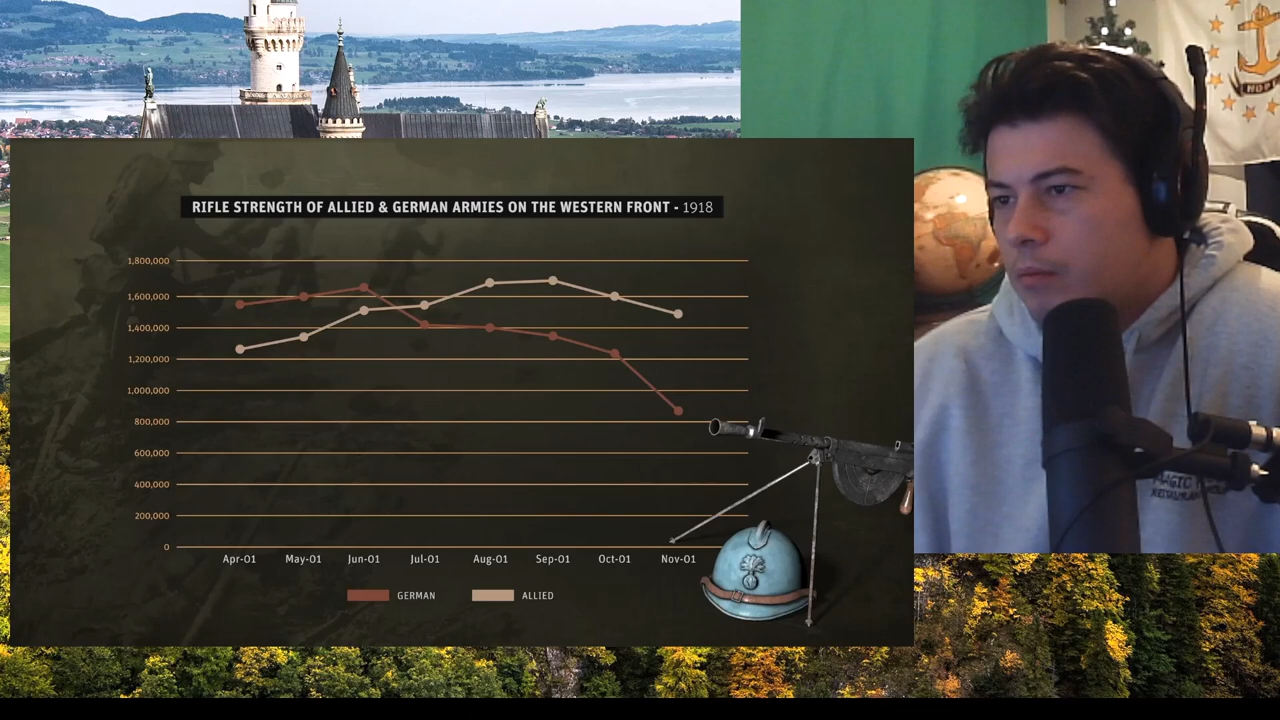 RIFLE STRENGTH OF ALLIED & GERMAN ARMIES ON THE WESTERN FRONT - 1918
1,800,000
1,600,000
1,400,000
1,200,000
1,000,000
800,000
600,000
400,000
200,000
0
Apr-01 May-01 Jun-01 Jul-01 Aug-01 Sep-01 Oct-01 Nov-01
GERMAN ALLIED
MAGIC